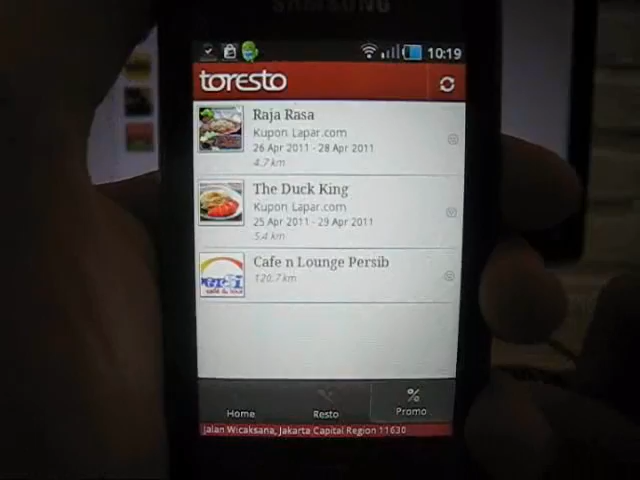 SAMSUNG
10:19
toresto
Raja Rasa
Kupon Lapar.com
26 Apr 2011 - 28 Apr 2011
4.7 km
The Duck King
Kupon Lapar.com
25 Apr 2011 - 29 Apr 2011
5.4 km
Cafe n Lounge Persib
120.7 km
Home
Resto
Promo
Jalan Wicaksana, Jakarta Capital Region 11630